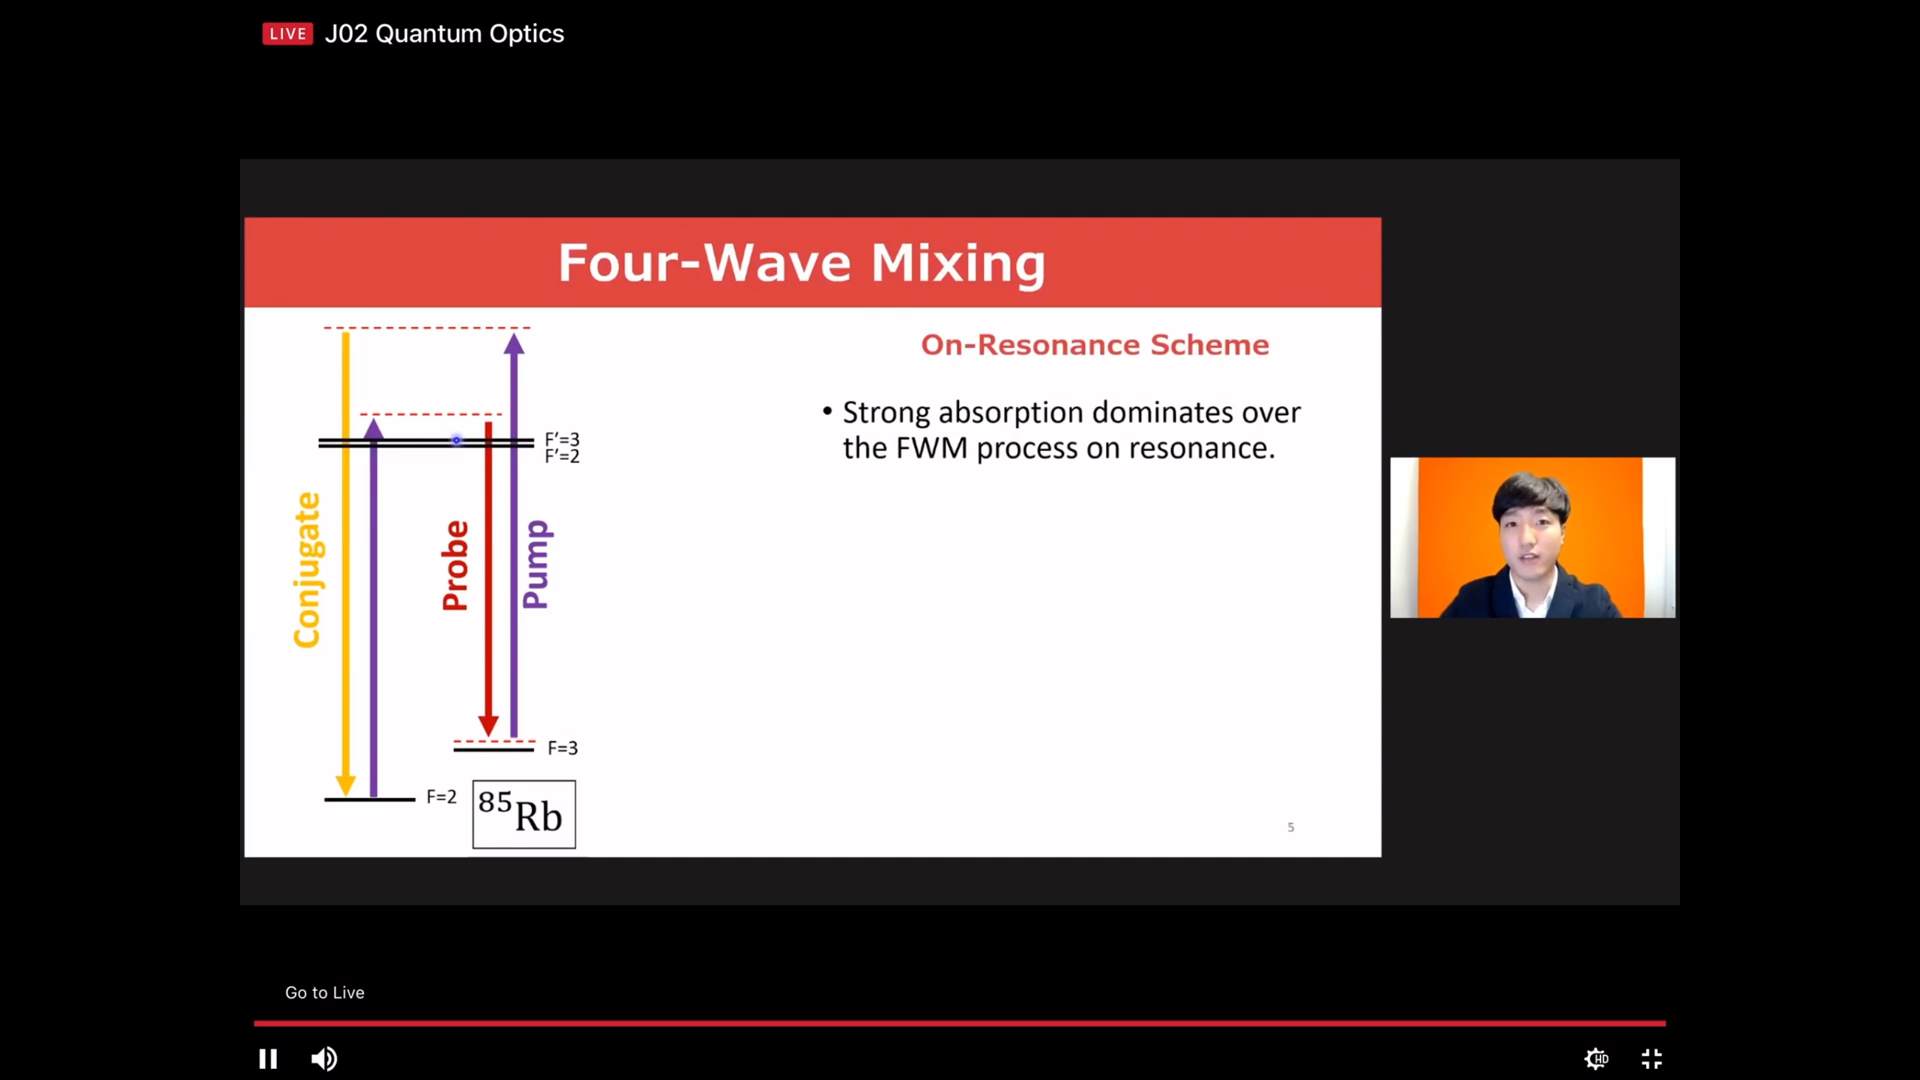 LIVE J02 Quantum Optics
Four-Wave Mixing
On-Resonance Scheme
• Strong absorption dominates over
the FWM process on resonance.
F'=3
F'=2
Conjugate
Probe
Pump
F=3
F=2
⁸⁵Rb
5
Go to Live
HD